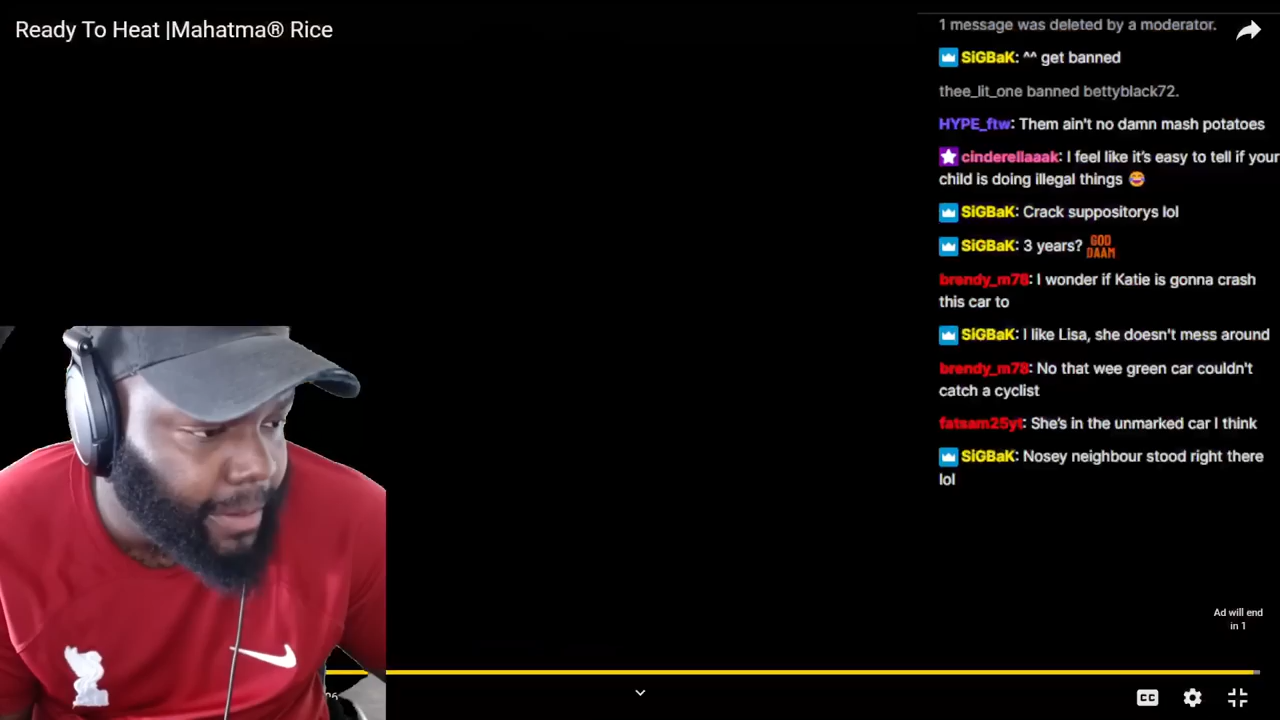 Ready To Heat |Mahatma® Rice
1 message was deleted by a moderator.
SiGBaK: ^^ get banned
thee_lit_one banned bettyblack72.
HYPE_ftw: Them ain't no damn mash potatoes
cinderellaaak: I feel like it's easy to tell if your
child is doing illegal things 😂
SiGBaK: Crack suppositorys lol
SiGBaK: 3 years? GOD DAAM
brendy_m78: I wonder if Katie is gonna crash
this car to
SiGBaK: I like Lisa, she doesn't mess around
brendy_m78: No that wee green car couldn't
catch a cyclist
fatsam25yt: She's in the unmarked car I think
SiGBaK: Nosey neighbour stood right there
lol
Ad will end
in 1
CC